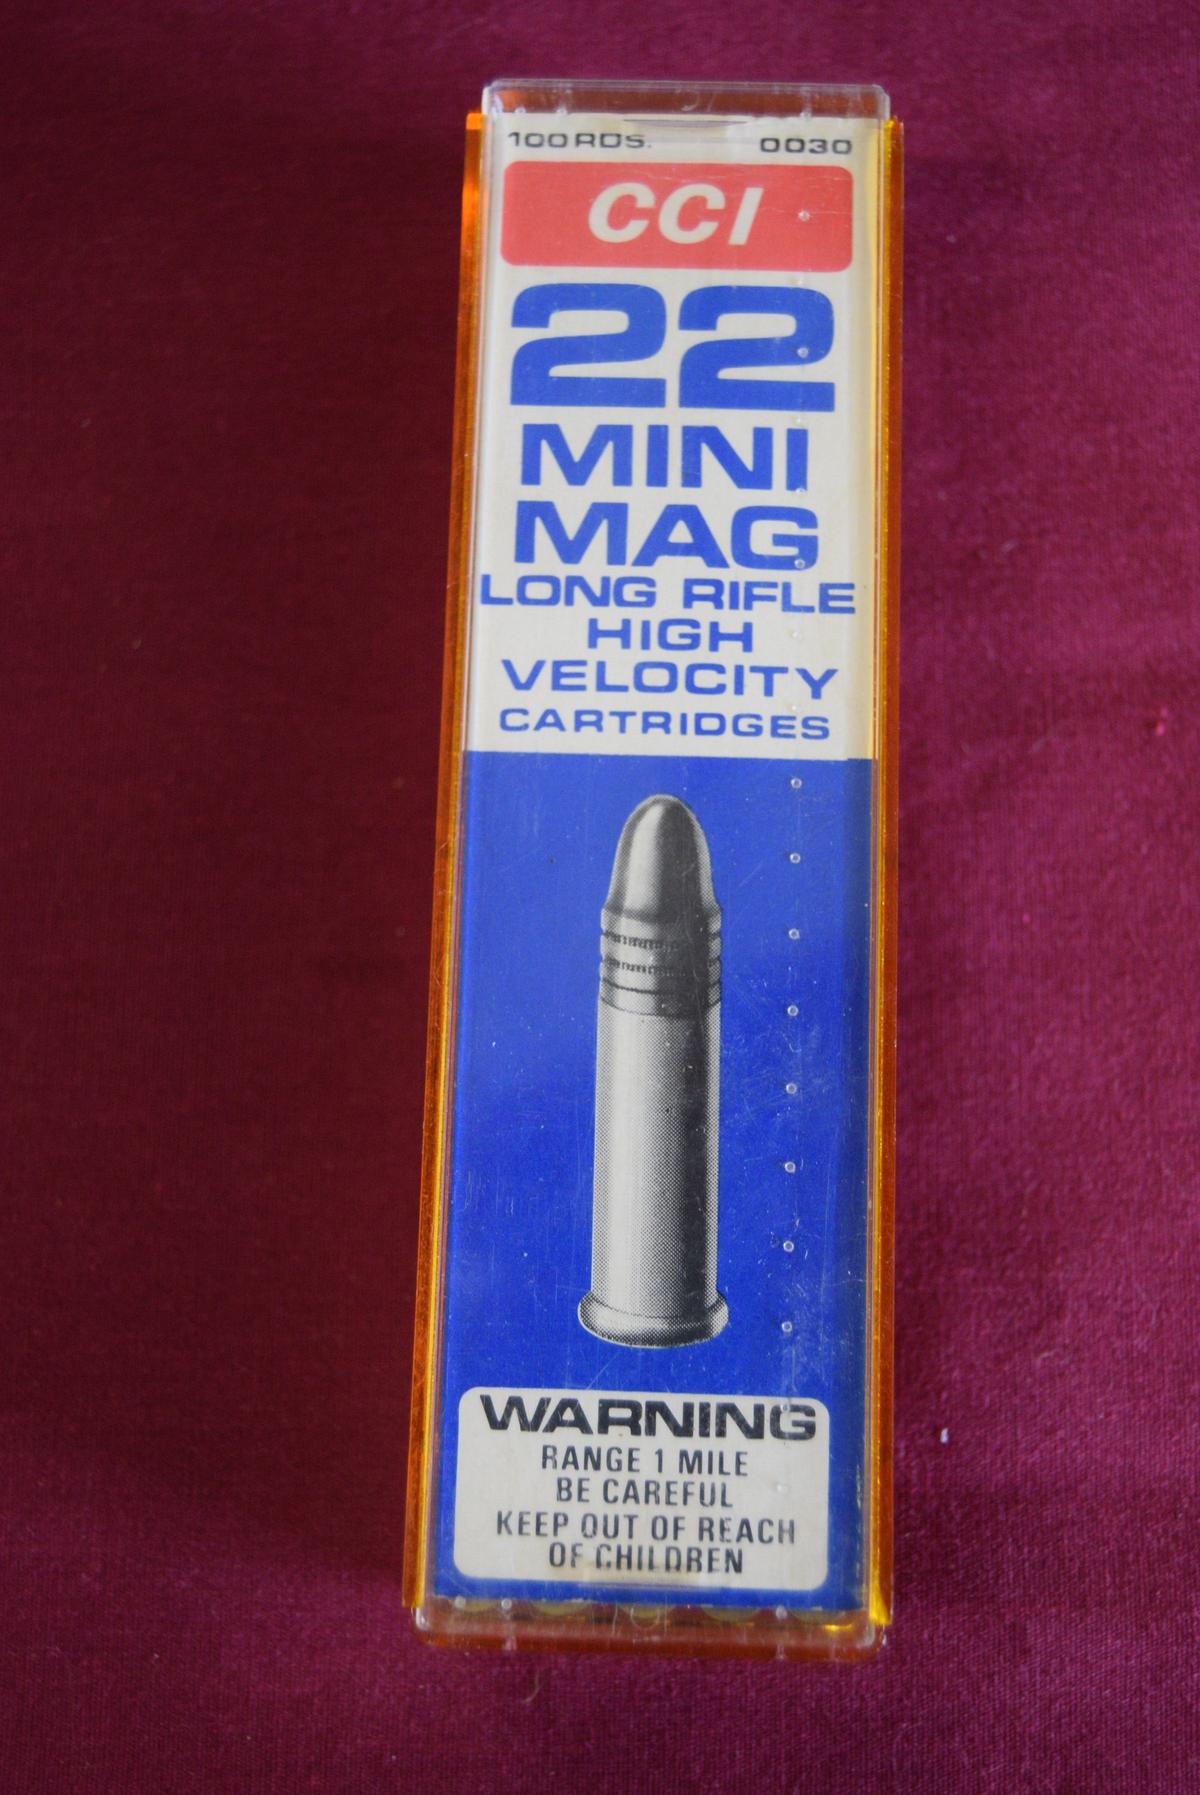 100 RDS. 0030
CCI
22
MINI
MAG
LONG RIFLE
HIGH
VELOCITY
CARTRIDGES
WARNING
RANGE 1 MILE
BE CAREFUL
KEEP OUT OF REACH
OF CHILDREN